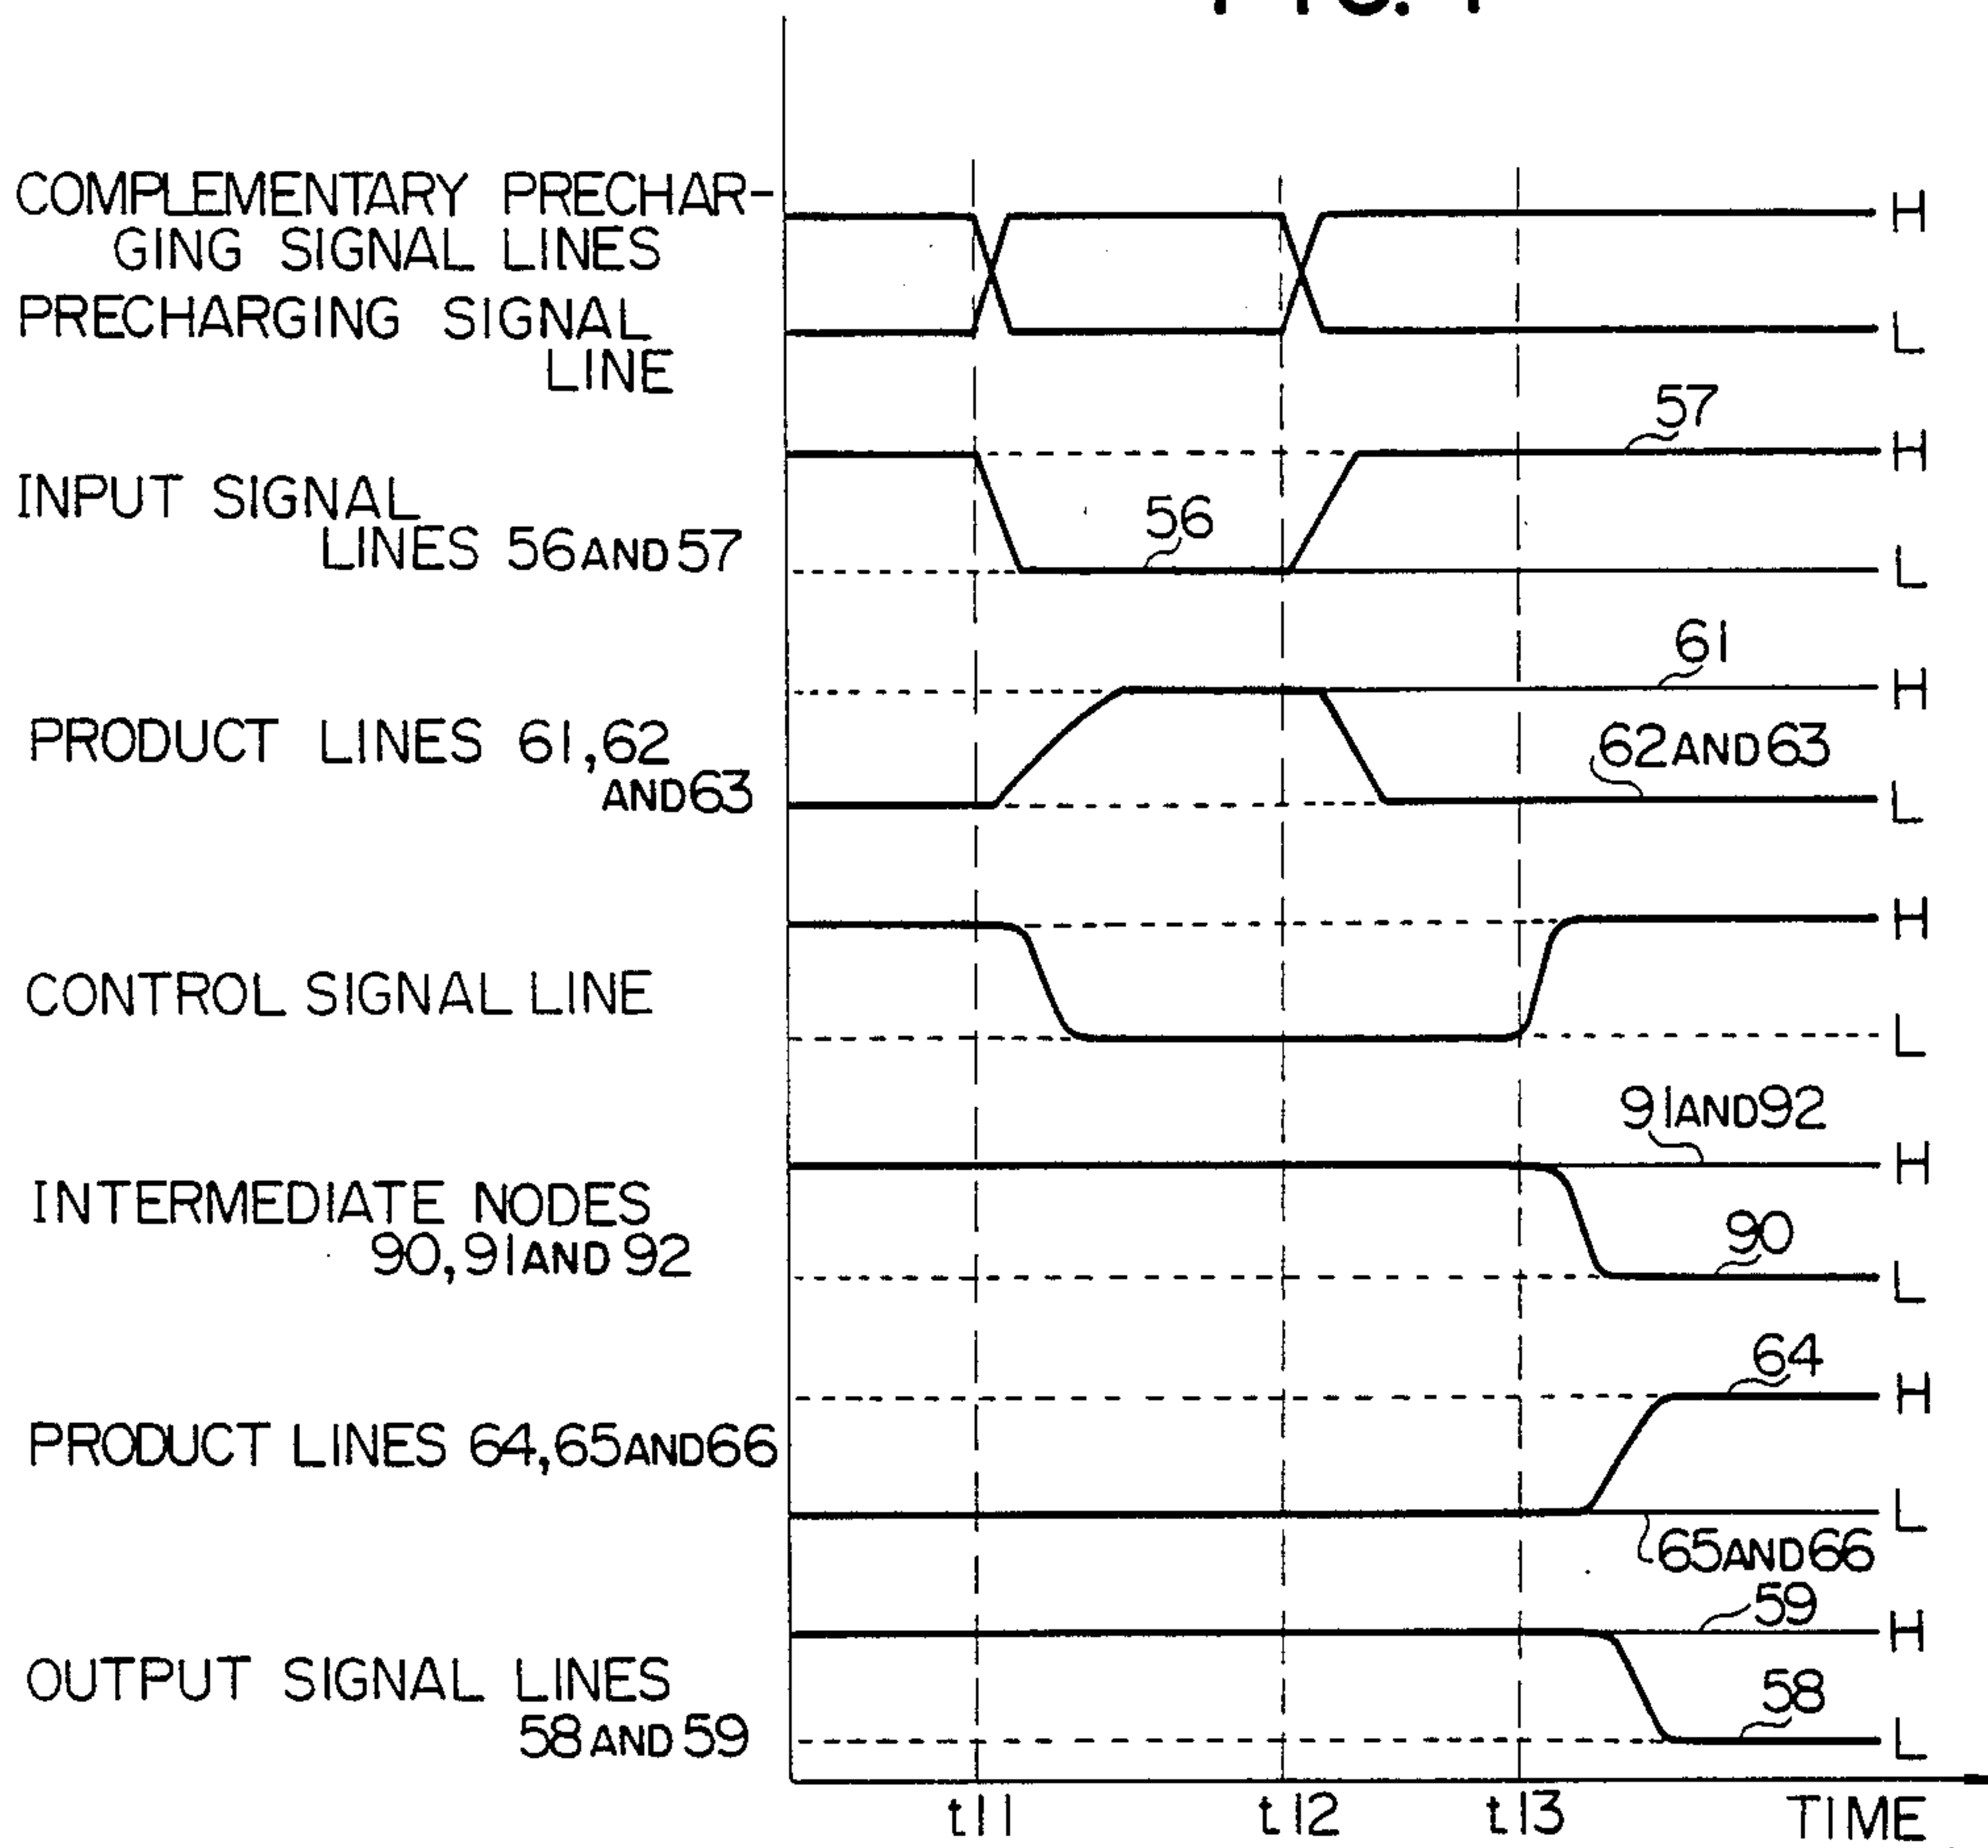 COMPLEMENTARY PRECHAR-
GING SIGNAL LINES
H
PRECHARGING SIGNAL
LINE
L
57
H
INPUT SIGNAL
LINES 56 AND 57
56
L
61
H
PRODUCT LINES 61,62
AND 63
62 AND 63
L
H
CONTROL SIGNAL LINE
L
91 AND 92
H
INTERMEDIATE NODES
90,91 AND 92
90
L
64
H
PRODUCT LINES 64,65 AND 66
L
65 AND 66
59
H
OUTPUT SIGNAL LINES
58 AND 59
58
L
t11 t12 t13 TIME